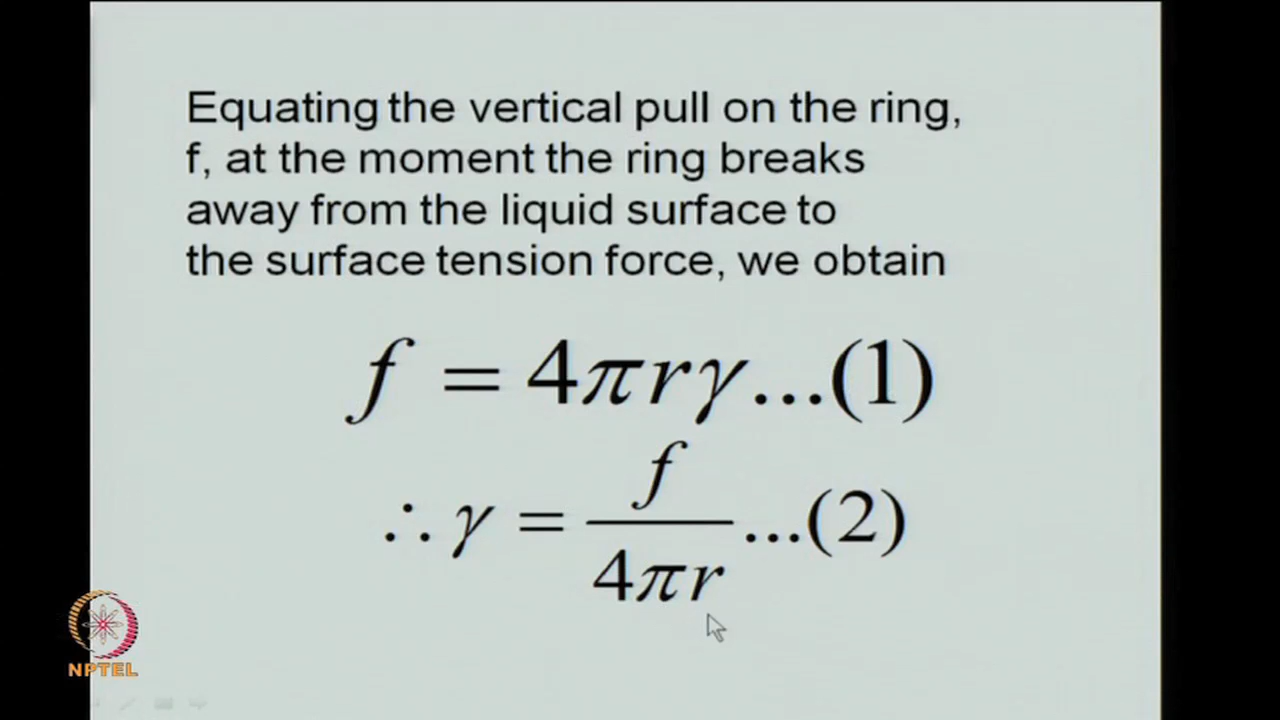 Equating the vertical pull on the ring,
f, at the moment the ring breaks
away from the liquid surface to
the surface tension force, we obtain
f = 4πrγ...(1)
∴ γ = f / 4πr ...(2)
NPTEL